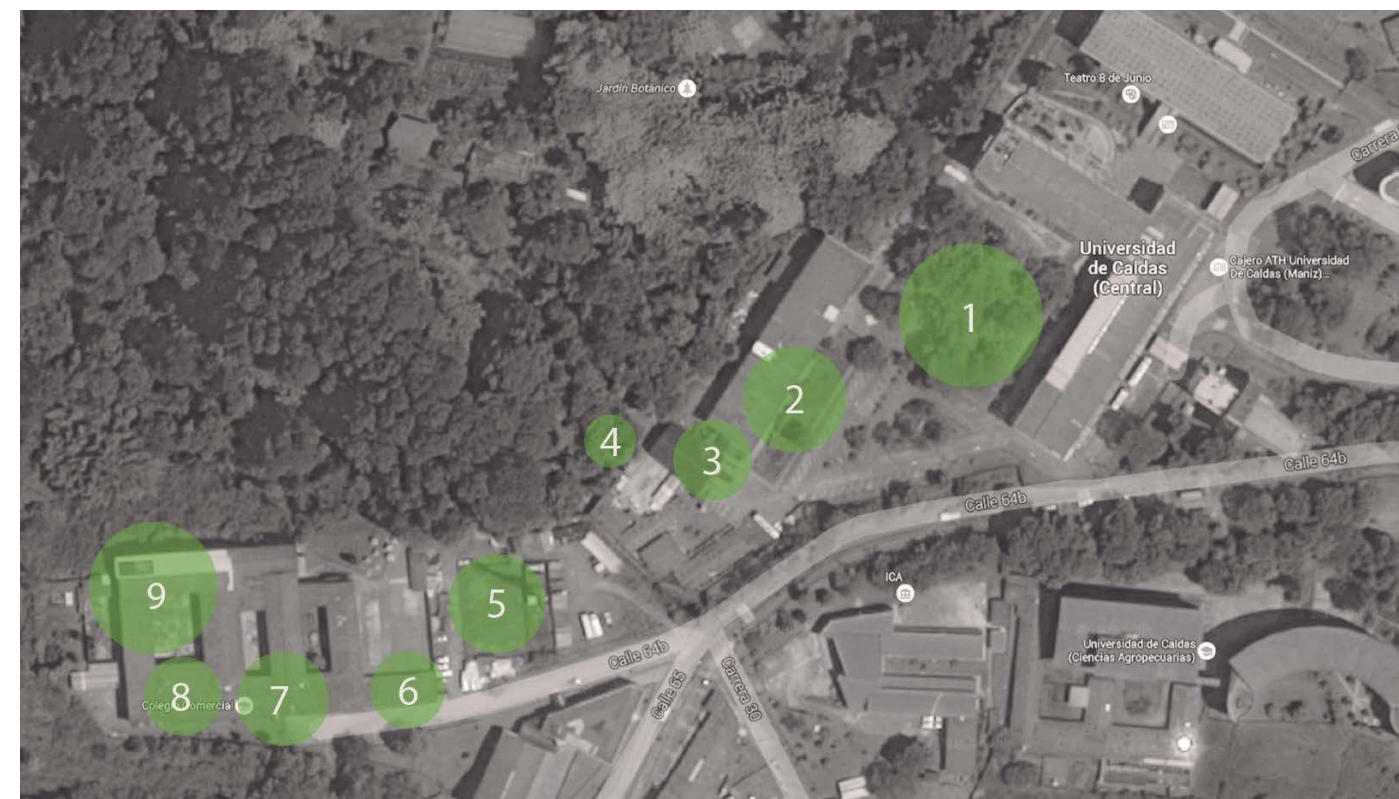 Teatro 8 de Junio
Jardín Botánico
Carrera
Universidad
de Caldas
(Central)
Cajero ATH Universidad
De Caldas (Maniz)...
1
2
4
3
Calle 64b
Calle 64b
ICA
9
5
Universidad de Caldas
(Ciencias Agropecuarias)
Calle 64b
Calle 65
Carrera 30
6
8
7
Colegio Comercial